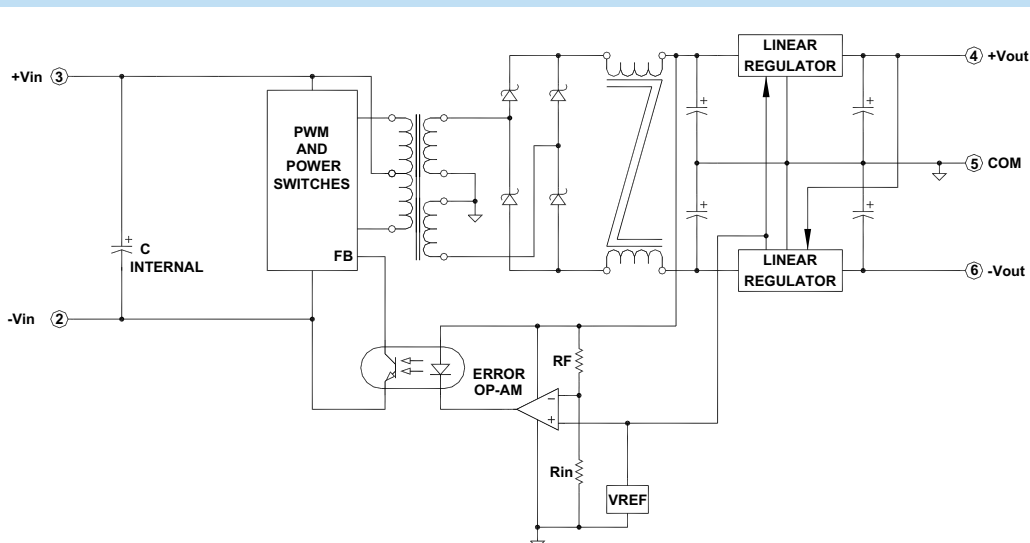 LINEAR
REGULATOR
4 +Vout
+Vin 3
PWM
AND
POWER
SWITCHES
5 COM
C
INTERNAL
FB
LINEAR
REGULATOR
6 -Vout
-Vin 2
RF
ERROR
OP-AM
Rin
VREF